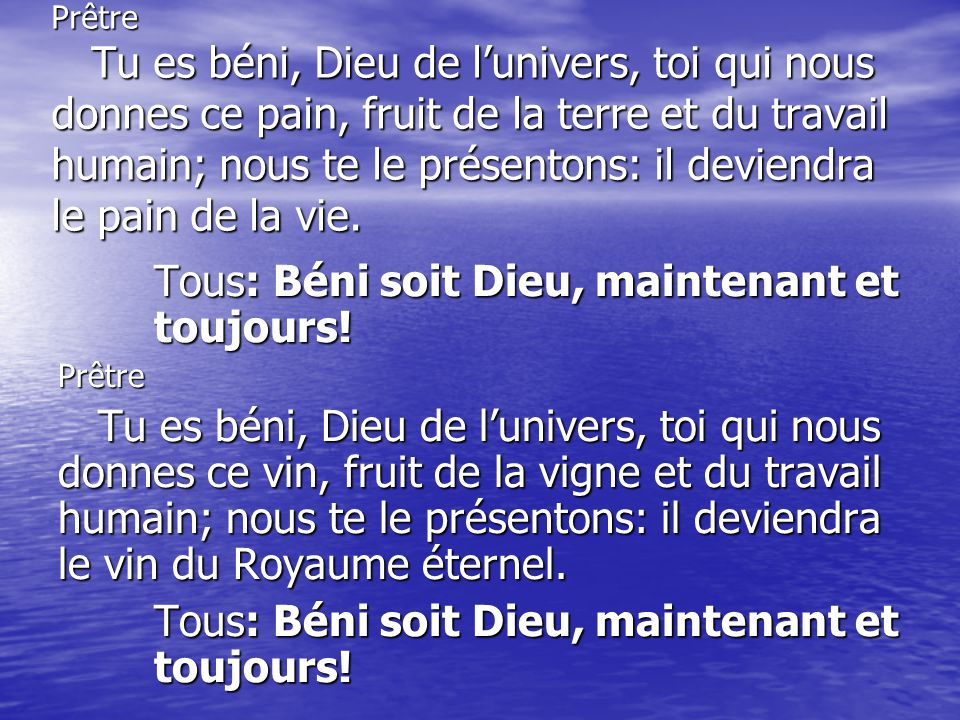 Prêtre
Tu es béni, Dieu de l’univers, toi qui nous
donnes ce pain, fruit de la terre et du travail
humain; nous te le présentons: il deviendra
le pain de la vie.
Tous: Béni soit Dieu, maintenant et
toujours!
Prêtre
Tu es béni, Dieu de l’univers, toi qui nous
donnes ce vin, fruit de la vigne et du travail
humain; nous te le présentons: il deviendra
le vin du Royaume éternel.
Tous: Béni soit Dieu, maintenant et
toujours!